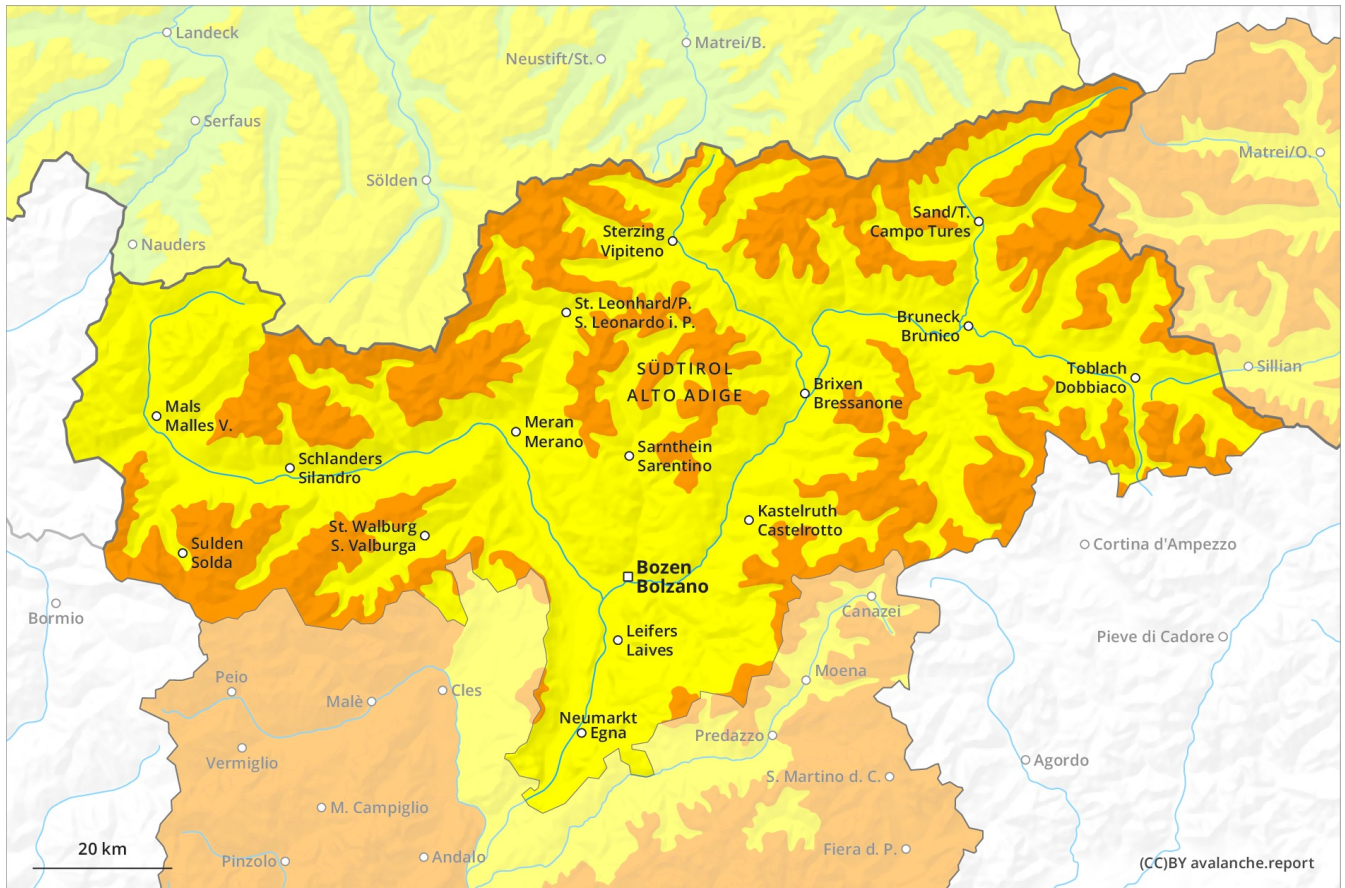 Landeck
Matrei/B.
Neustift/St.
Serfaus
Matrei/O.
Sölden
Nauders
Sand/T.
Campo Tures
Sterzing
Vipiteno
St. Leonhard/P.
S. Leonardo i. P.
Bruneck
Brunico
SÜDTIROL
ALTO ADIGE
Toblach
Dobbiaco
Sillian
Brixen
Bressanone
Mals
Malles V.
Meran
Merano
Sarnthein
Sarentino
Schlanders
Silandro
Kastelruth
Castelrotto
St. Walburg
S. Valburga
Sulden
Solda
Cortina d'Ampezzo
Bozen
Bolzano
Bormio
Canazei
Leifers
Laives
Pieve di Cadore
Peio
Moena
Malè
Cles
Neumarkt
Egna
Predazzo
Vermiglio
Agordo
S. Martino d. C.
M. Campiglio
20 km
Pinzolo
Andalo
Fiera d. P.
(CC)BY avalanche.report